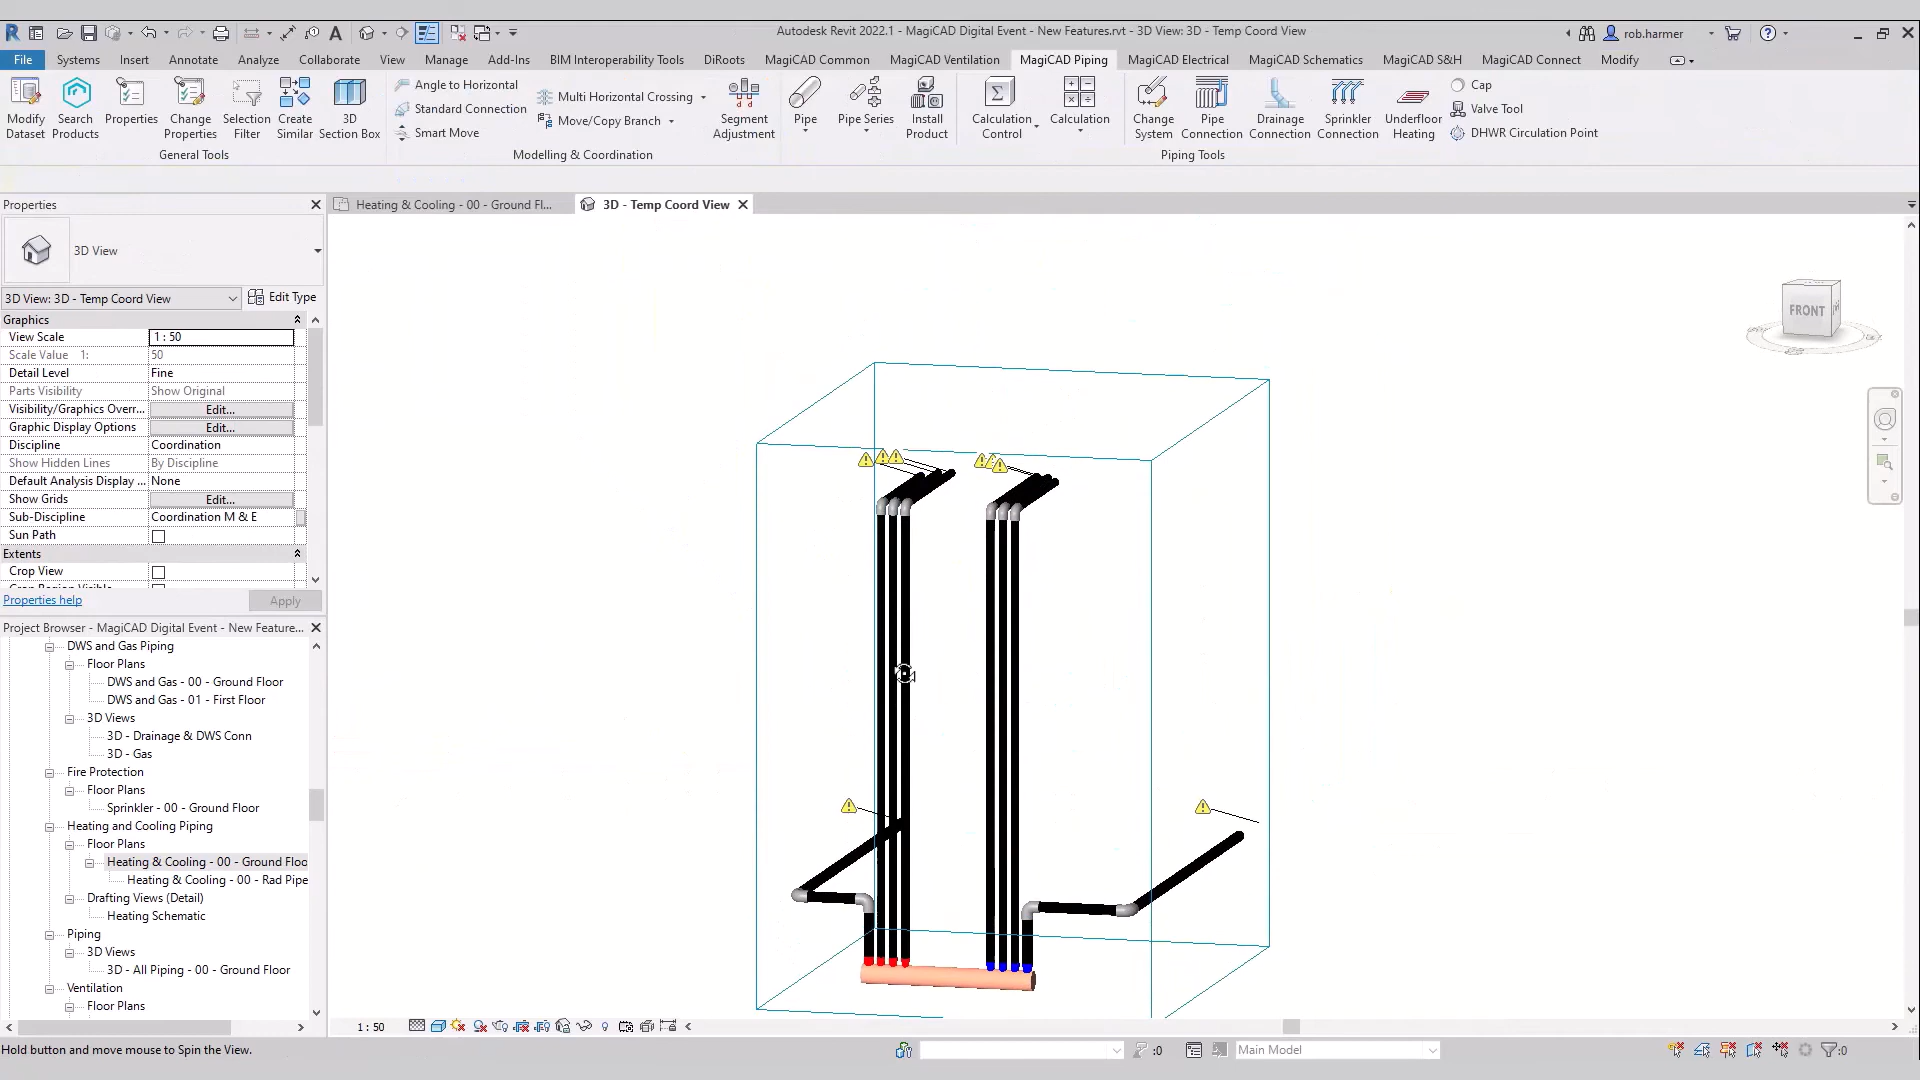 Autodesk Revit 2022.1 - MagiCAD Digital Event - New Features.rvt - 3D View: 3D - Temp Coord View
rob.harmer
File Systems Insert Annotate Analyze Collaborate View Manage Add-Ins BIM Interoperability Tools DiRoots MagiCAD Common MagiCAD Ventilation MagiCAD Piping MagiCAD Electrical MagiCAD Schematics MagiCAD S&H MagiCAD Connect Modify
Modify Dataset
Search Products
Properties
Change Properties
Selection Filter
Create Similar
3D Section Box
General Tools
Angle to Horizontal
Standard Connection
Smart Move
Multi Horizontal Crossing
Move/Copy Branch
Segment Adjustment
Modelling & Coordination
Pipe
Pipe Series
Install Product
Calculation Control
Calculation
Change System
Pipe Connection
Drainage Connection
Sprinkler Connection
Underfloor Heating
Cap
Valve Tool
DHWR Circulation Point
Piping Tools
Properties
Heating & Cooling - 00 - Ground Fl...
3D - Temp Coord View
3D View
3D View: 3D - Temp Coord View
Edit Type
Graphics
View Scale 1 : 50
Scale Value 1: 50
Detail Level Fine
Parts Visibility Show Original
Visibility/Graphics Overr... Edit...
Graphic Display Options Edit...
Discipline Coordination
Show Hidden Lines By Discipline
Default Analysis Display ... None
Show Grids Edit...
Sub-Discipline Coordination M & E
Sun Path
Extents
Crop View
Properties help
Apply
Project Browser - MagiCAD Digital Event - New Feature...
DWS and Gas Piping
Floor Plans
DWS and Gas - 00 - Ground Floor
DWS and Gas - 01 - First Floor
3D Views
3D - Drainage & DWS Conn
3D - Gas
Fire Protection
Floor Plans
Sprinkler - 00 - Ground Floor
Heating and Cooling Piping
Floor Plans
Heating & Cooling - 00 - Ground Floo
Heating & Cooling - 00 - Rad Pipe
Drafting Views (Detail)
Heating Schematic
Piping
3D Views
3D - All Piping - 00 - Ground Floor
Ventilation
Floor Plans
FRONT
1 : 50
Hold button and move mouse to Spin the View.
:0
Main Model
:0